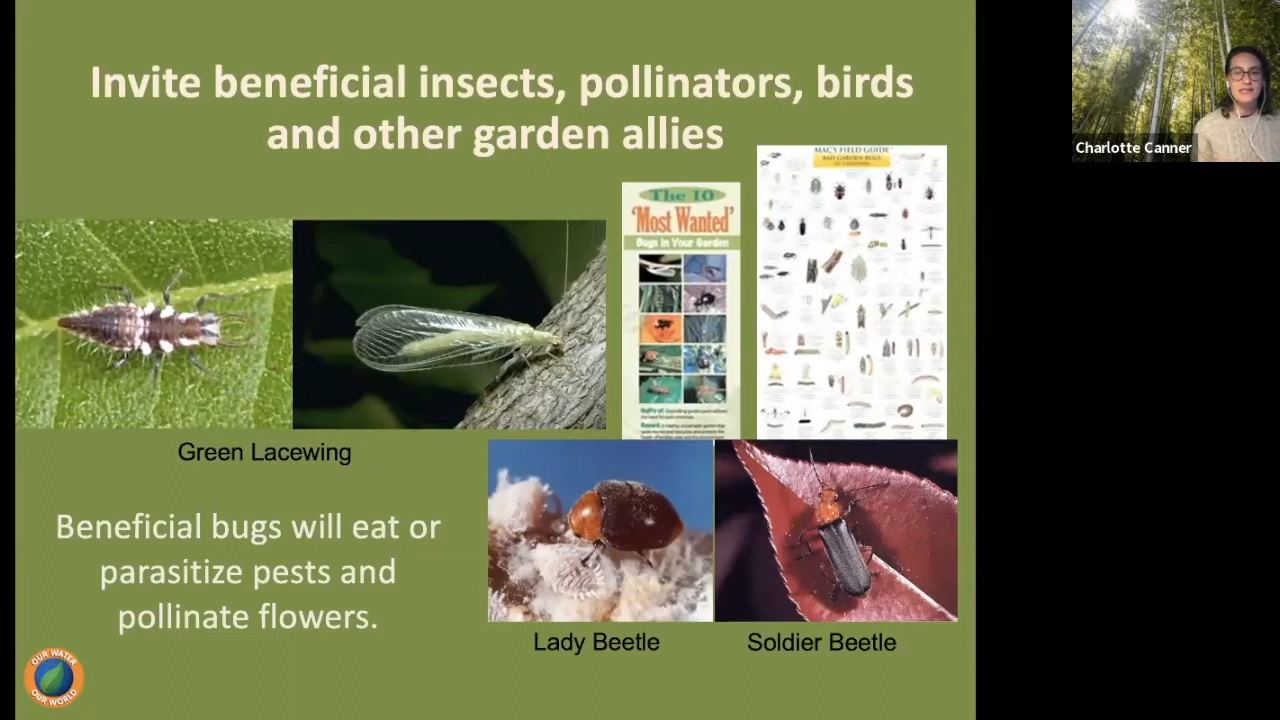 Invite beneficial insects, pollinators, birds
and other garden allies
Charlotte Canner
MAC'S FIELD GUIDE
BAD GARDEN BUGS
OF CALIFORNIA
The 10
'Most Wanted'
Bugs in Your Garden
Green Lacewing
Beneficial bugs will eat or
parasitize pests and
pollinate flowers.
Lady Beetle
Soldier Beetle
OUR WATER
OUR WORLD